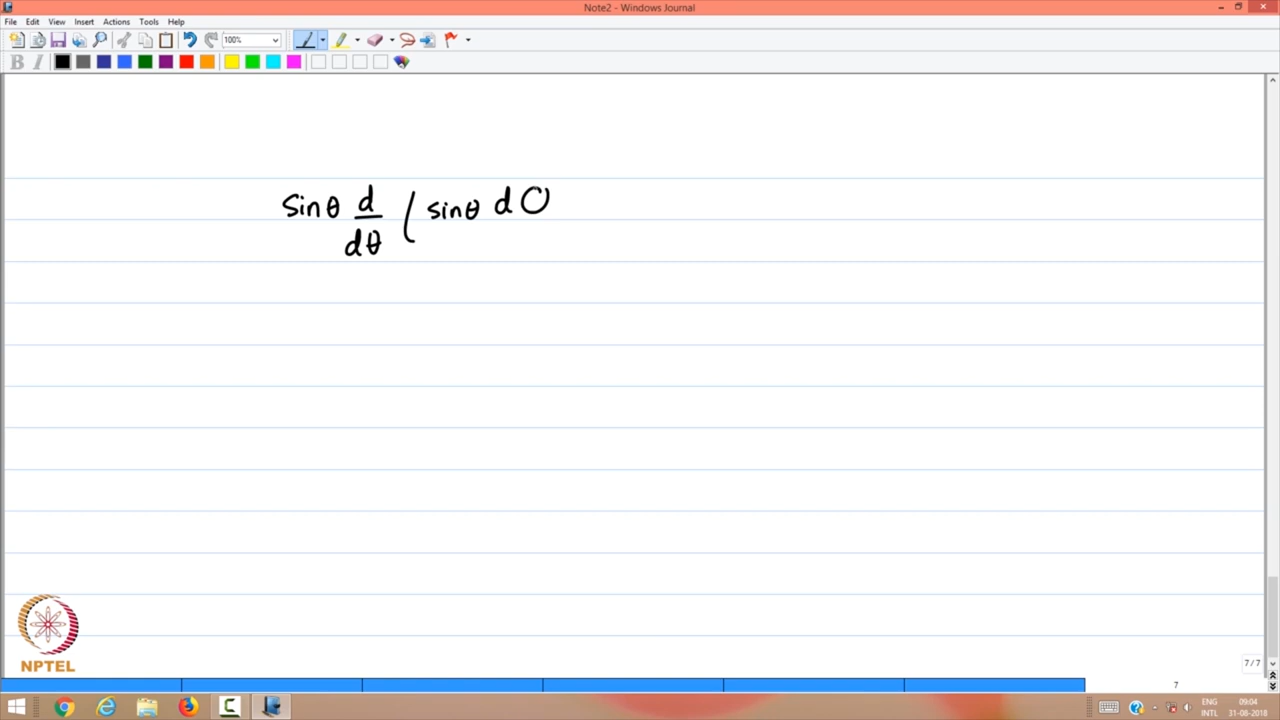 Note2 - Windows Journal
File Edit View Insert Actions Tools Help
100%
B I
sinθ d/dθ ( sinθ d
NPTEL
7 / 7
7
ENG 09:04
INTL 31-08-2018